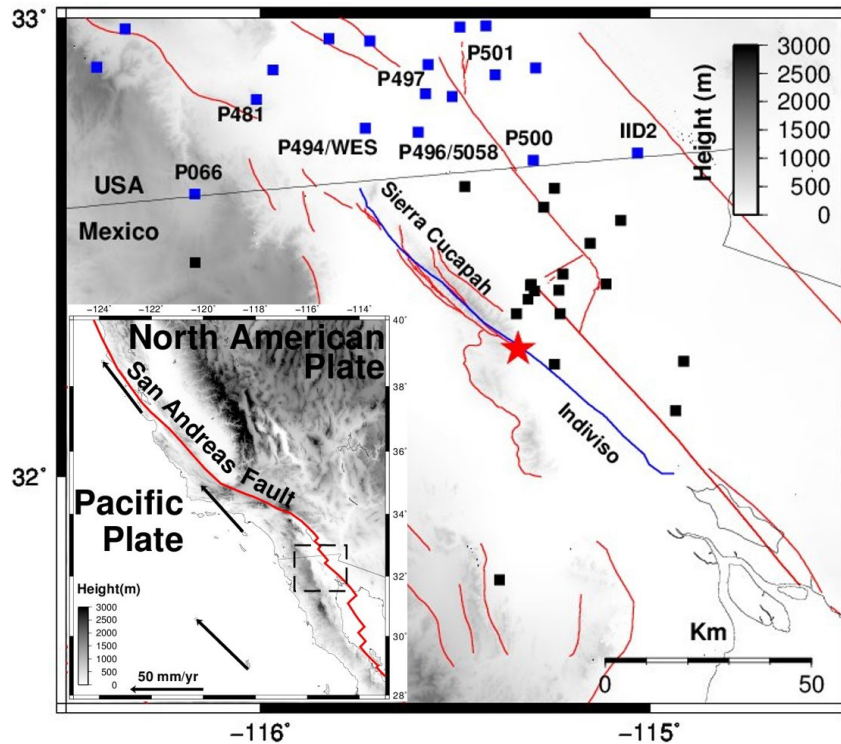 33°
P501
P497
P481
P494/WES
P496/5058
P500
IID2
P066
USA
Mexico
Height (m)
3000
2500
2000
1500
1000
500
0
Sierra Cucapah
Indiviso
32°
-124°
-122°
-120°
-118°
-116°
-114°
North American
Plate
San Andreas Fault
Pacific
Plate
40°
38°
36°
34°
32°
30°
28°
Height(m)
3000
2500
2000
1500
1000
500
0
50 mm/yr
Km
0
50
-116°
-115°